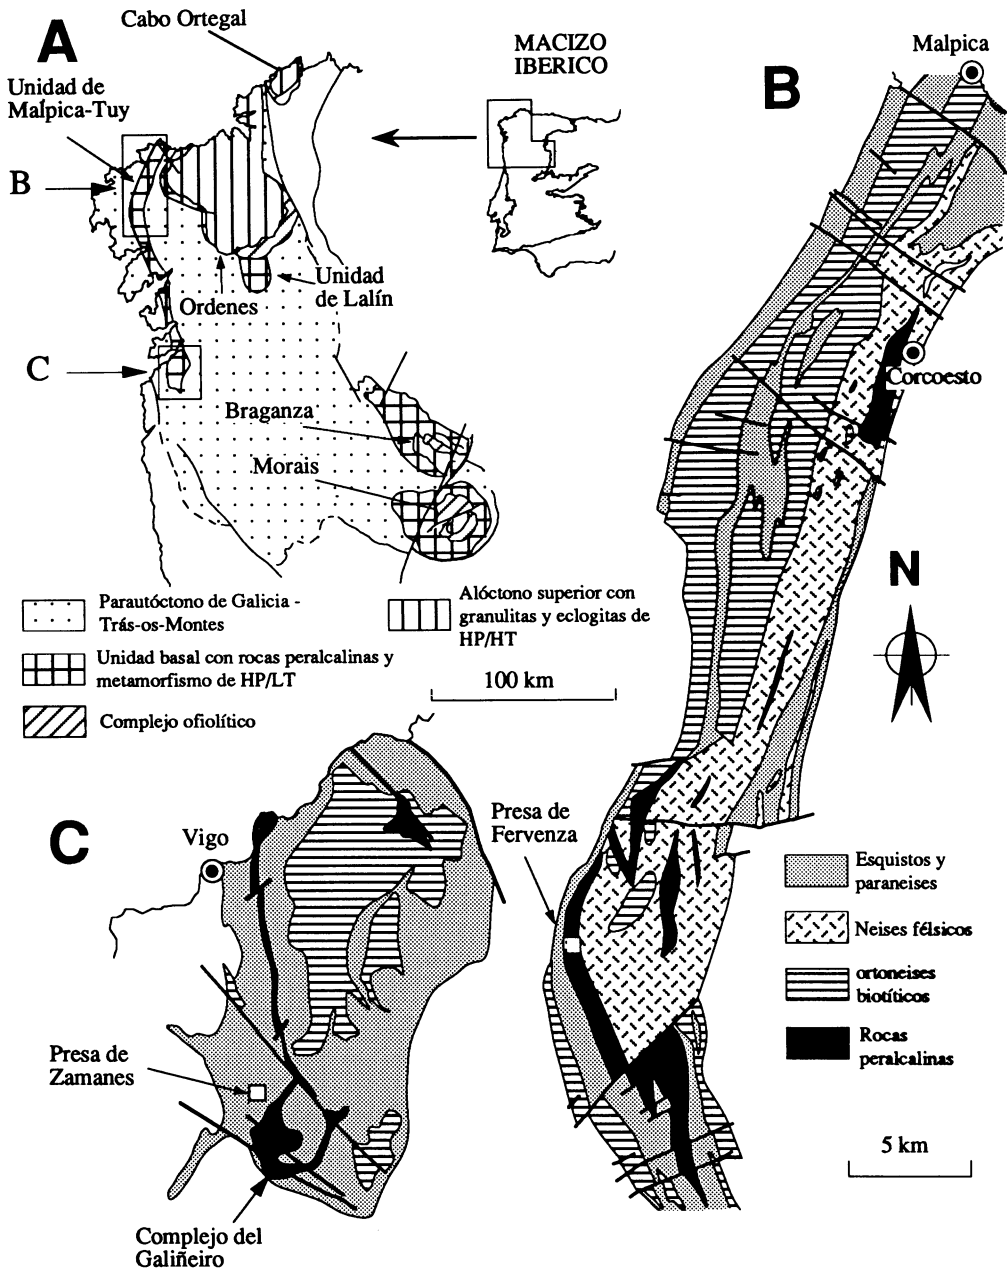 A
Cabo Ortegal
Unidad de
Malpica-Tuy
B
Ordenes
Unidad
de Lalín
C
Braganza
Morais
MACIZO
IBERICO
Parautóctono de Galicia -
Trás-os-Montes
Unidad basal con rocas peralcalinas y
metamorfismo de HP/LT
Complejo ofiolítico
Alóctono superior con
granulitas y eclogitas de
HP/HT
100 km
B
Malpica
Corcoesto
N
Presa de
Fervenza
Esquistos y
paraneises
Neises félsicos
ortoneises
biotíticos
Rocas
peralcalinas
5 km
C
Vigo
Presa de
Zamanes
Complejo del
Galiñeiro